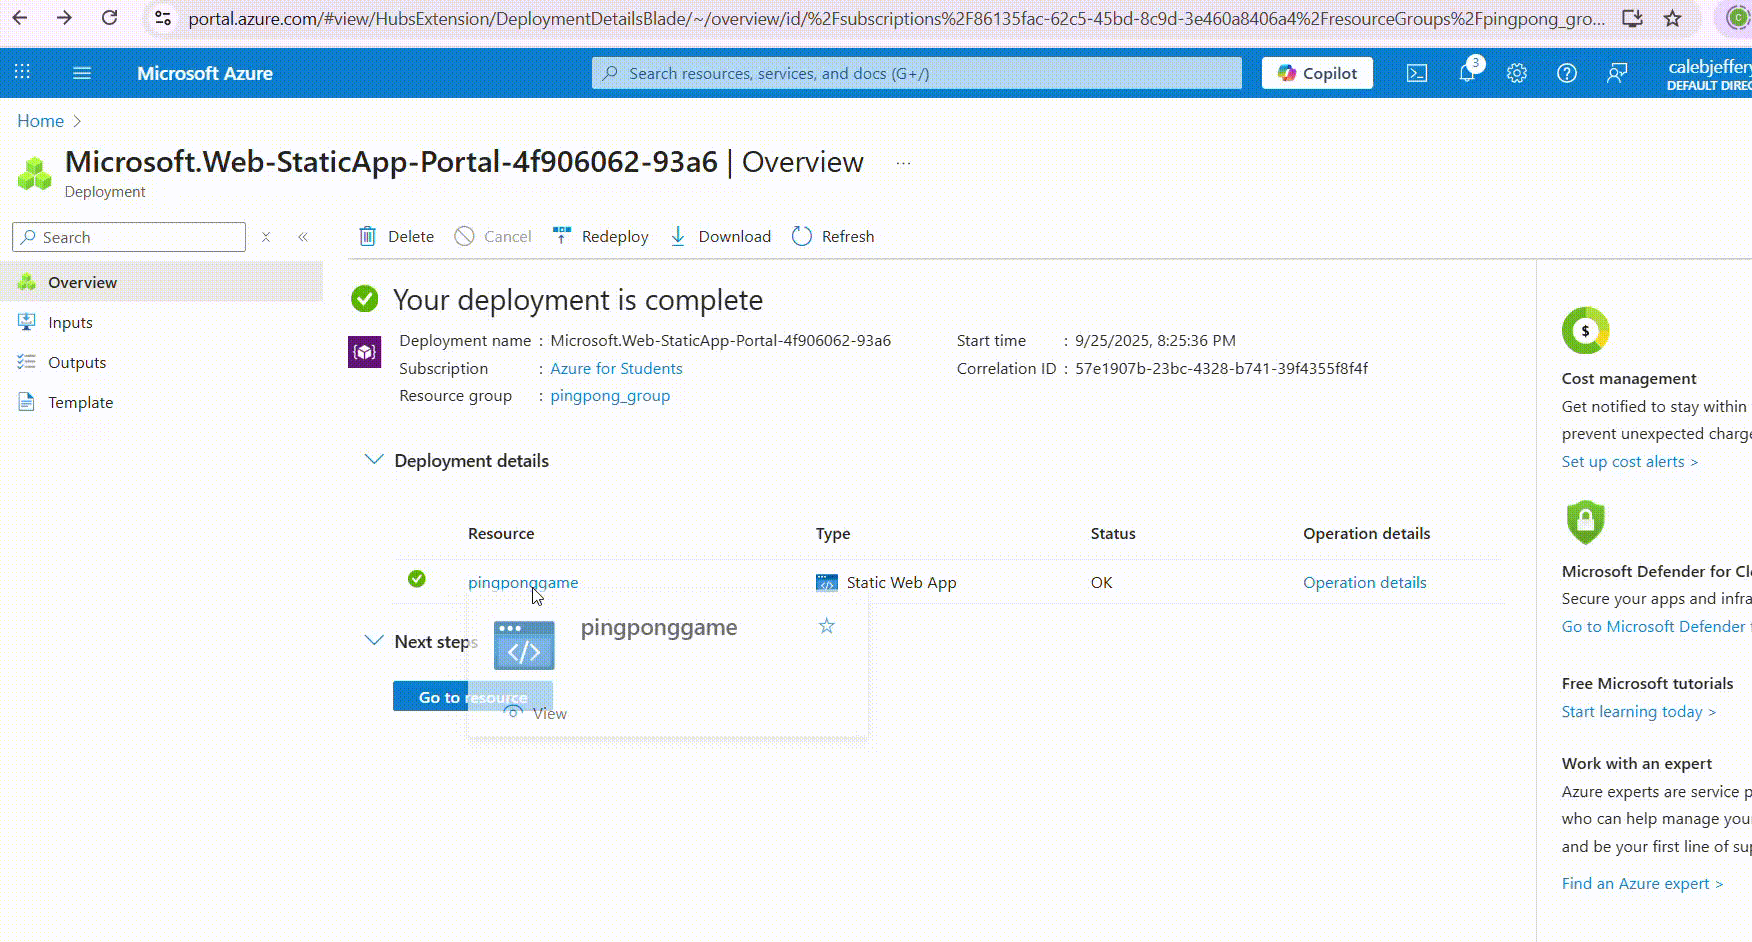 portal.azure.com/#view/HubsExtension/DeploymentDetailsBlade/~/overview/id/%2Fsubscriptions%2F86135fac-62c5-45bd-8c9d-3e460a8406a4%2FresourceGroups%2Fpingpong_gro...
Microsoft Azure
Search resources, services, and docs (G+/)
Copilot
3
calebjeffery
DEFAULT DIREC
Home >
Microsoft.Web-StaticApp-Portal-4f906062-93a6 | Overview ...
Deployment
Search
Delete
Cancel
Redeploy
Download
Refresh
Overview
Inputs
Outputs
Template
Your deployment is complete
Deployment name : Microsoft.Web-StaticApp-Portal-4f906062-93a6
Subscription : Azure for Students
Resource group : pingpong_group
Start time : 9/25/2025, 8:25:36 PM
Correlation ID : 57e1907b-23bc-4328-b741-39f4355f8f4f
Deployment details
Resource Type Status Operation details
pingponggame Static Web App OK Operation details
pingponggame
View
Next steps
Go to resource
$
Cost management
Get notified to stay within
prevent unexpected charge
Set up cost alerts >
Microsoft Defender for Cl
Secure your apps and infra
Go to Microsoft Defender f
Free Microsoft tutorials
Start learning today >
Work with an expert
Azure experts are service p
who can help manage you
and be your first line of sup
Find an Azure expert >